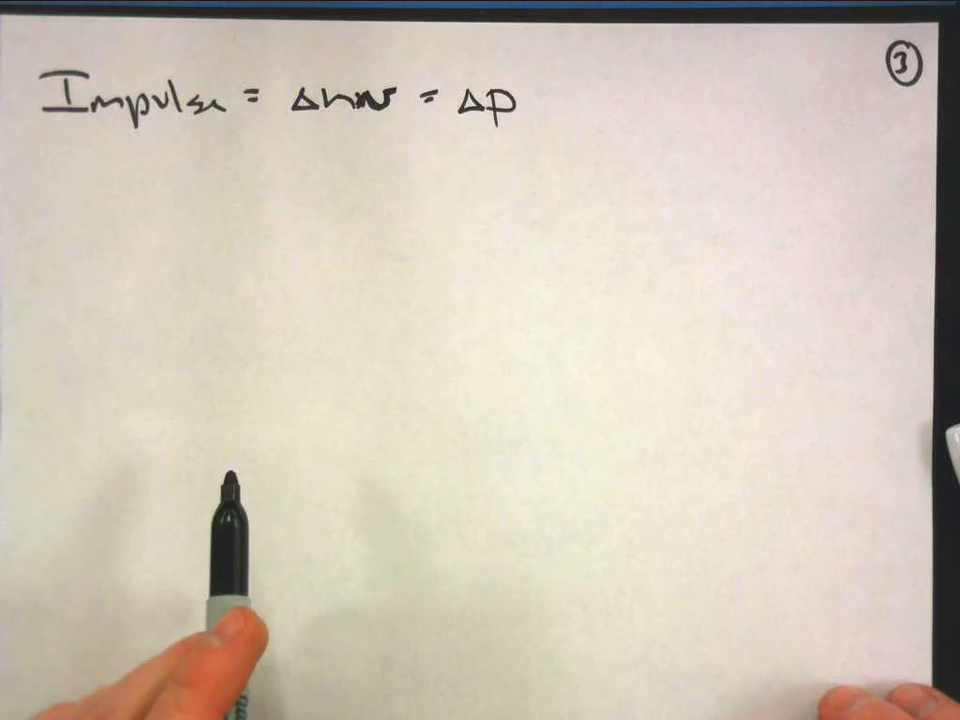 Impulse = Δmv = Δp
③